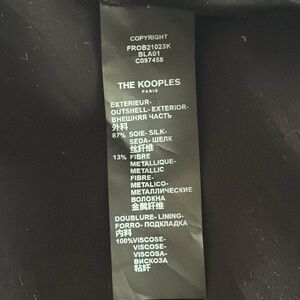 COPYRIGHT
FROB21023K
BLA01
C097458
THE KOOPLES
PARIS
EXTERIEUR-
OUTSHELL- EXTERIOR-
ВНЕШНЯЯ ЧАСТЬ
外料
87% SOIE- SILK-
SEDA- ШЕЛК
丝纤维
13% FIBRE
METALLIQUE-
METALLIC
FIBRE-
METALICO-
МЕТАЛЛИЧЕСКИЕ
ВОЛОКНА
金属纤维
DOUBLURE- LINING-
FORRO- ПОДКЛАДКА
内料
100%VISCOSE-
VISCOSE-
VISCOSA-
ВИСКОЗА
粘纤